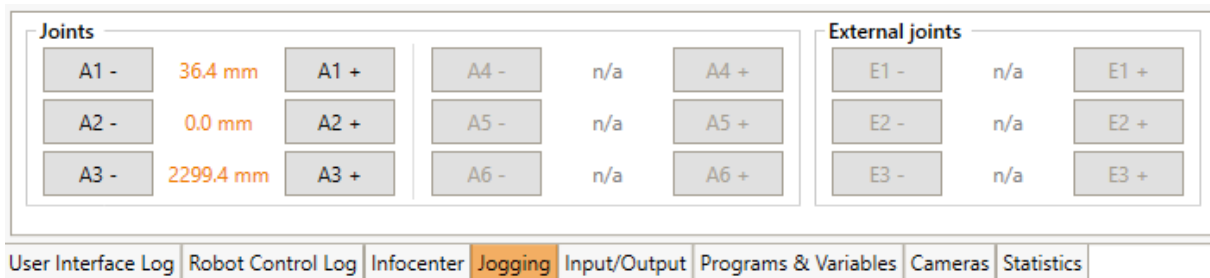 Joints External joints
A1 - 36.4 mm A1 + A4 - n/a A4 + E1 - n/a E1 +
A2 - 0.0 mm A2 + A5 - n/a A5 + E2 - n/a E2 +
A3 - 2299.4 mm A3 + A6 - n/a A6 + E3 - n/a E3 +
User Interface Log Robot Control Log Infocenter Jogging Input/Output Programs & Variables Cameras Statistics